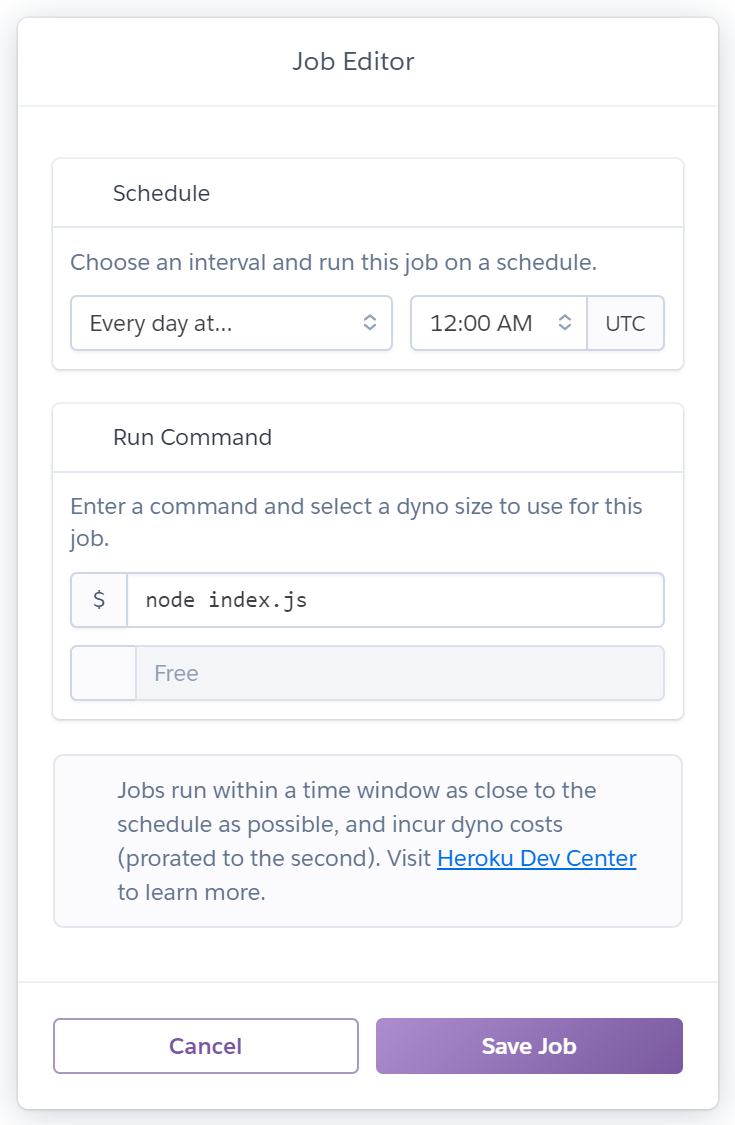 Job Editor
Schedule
Choose an interval and run this job on a schedule.
Every day at... 12:00 AM UTC
Run Command
Enter a command and select a dyno size to use for this
job.
$ node index.js
Free
Jobs run within a time window as close to the
schedule as possible, and incur dyno costs
(prorated to the second). Visit Heroku Dev Center
to learn more.
Cancel Save Job